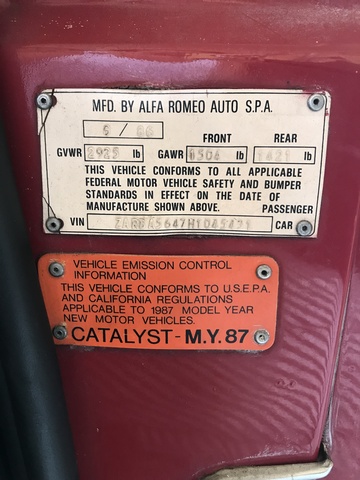 MFD. BY ALFA ROMEO AUTO S.P.A.
FRONT REAR
GVWR 2925 lb GAWR 1504 lb 1421 lb
THIS VEHICLE CONFORMS TO ALL APPLICABLE
FEDERAL MOTOR VEHICLE SAFETY AND BUMPER
STANDARDS IN EFFECT ON THE DATE OF
MANUFACTURE SHOWN ABOVE. PASSENGER
VIN CAR
VEHICLE EMISSION CONTROL
INFORMATION
THIS VEHICLE CONFORMS TO U.S.E.P.A.
AND CALIFORNIA REGULATIONS
APPLICABLE TO 1987 MODEL YEAR
NEW MOTOR VEHICLES.
CATALYST - M.Y. 87